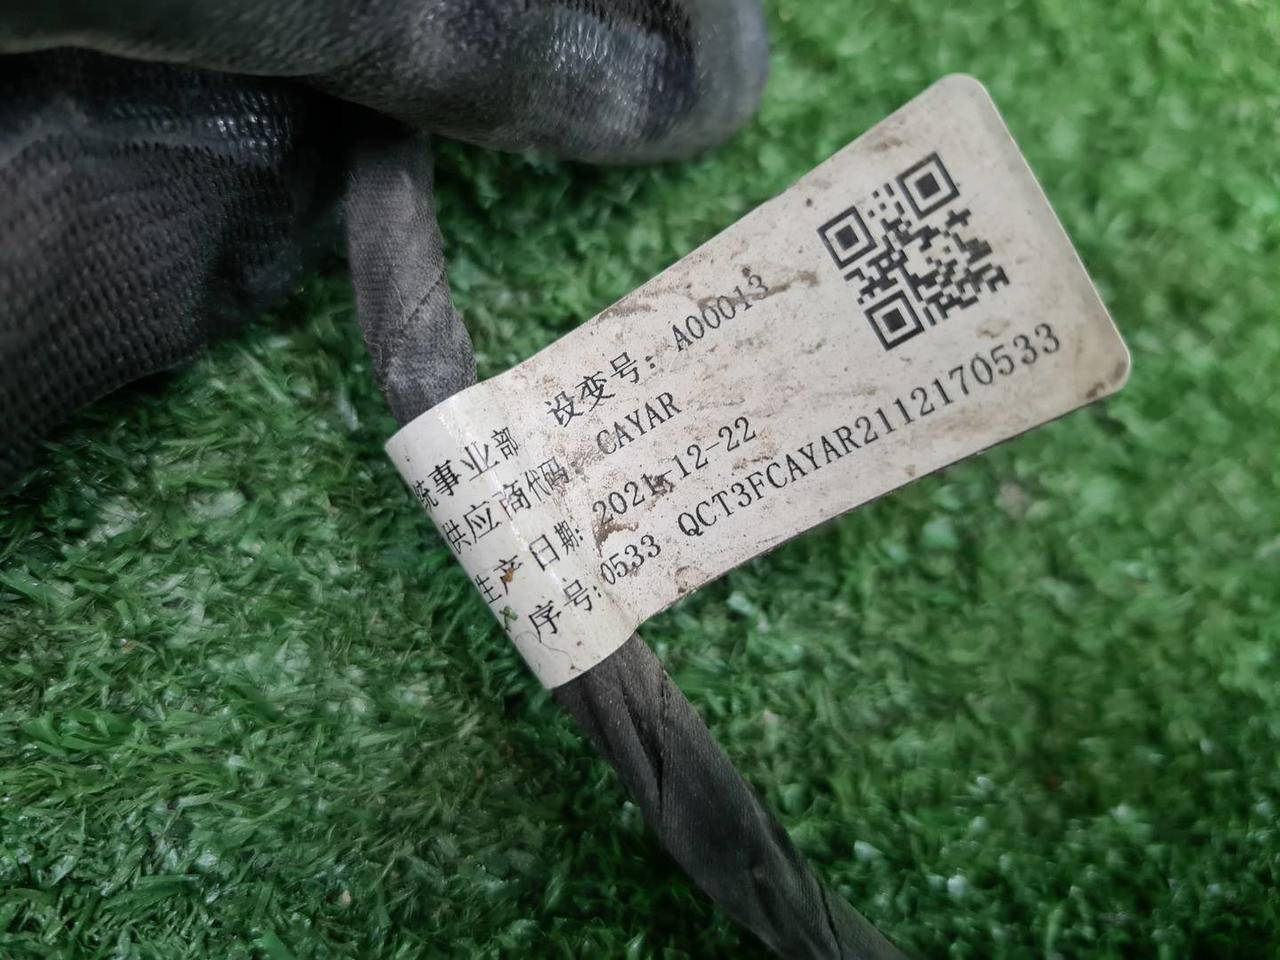 统事业部 设变号: A00013
供应商代码: CAYAR
生产日期: 2021-12-22
序号: 0533 QCT3FCAYAR2112170533